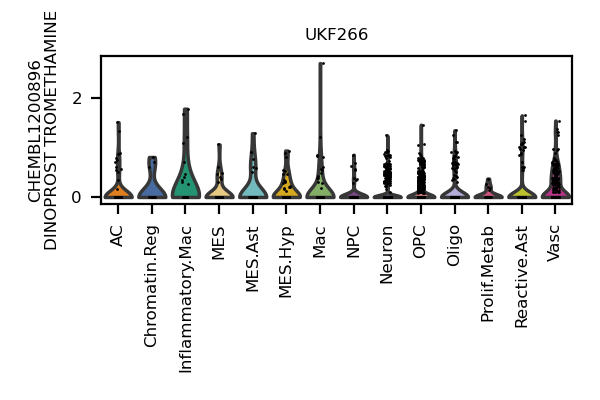 UKF266
CHEMBL1200896
DINOPROST TROMETHAMINE
2
0
AC
Chromatin.Reg
Inflammatory.Mac
MES
MES.Ast
MES.Hyp
Mac
NPC
Neuron
OPC
Oligo
Prolif.Metab
Reactive.Ast
Vasc